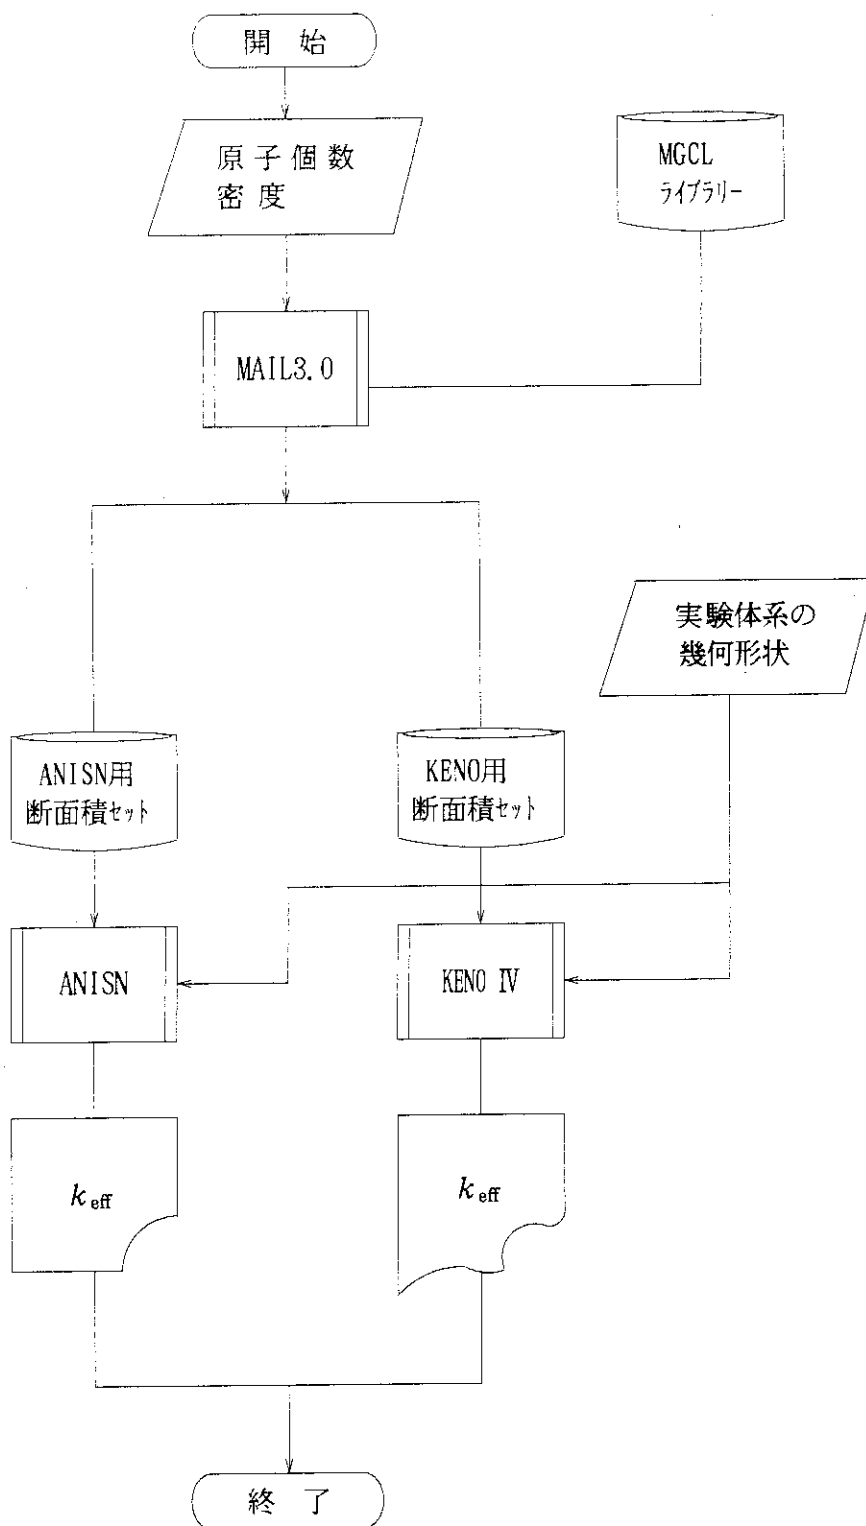 開 始
原子個数
密度
MGCL
ライブラリー
MAIL3.0
実験体系の
幾何形状
ANISN用
断面積セット
KENO用
断面積セット
ANISN
KENO Ⅳ
keff
keff
終 了